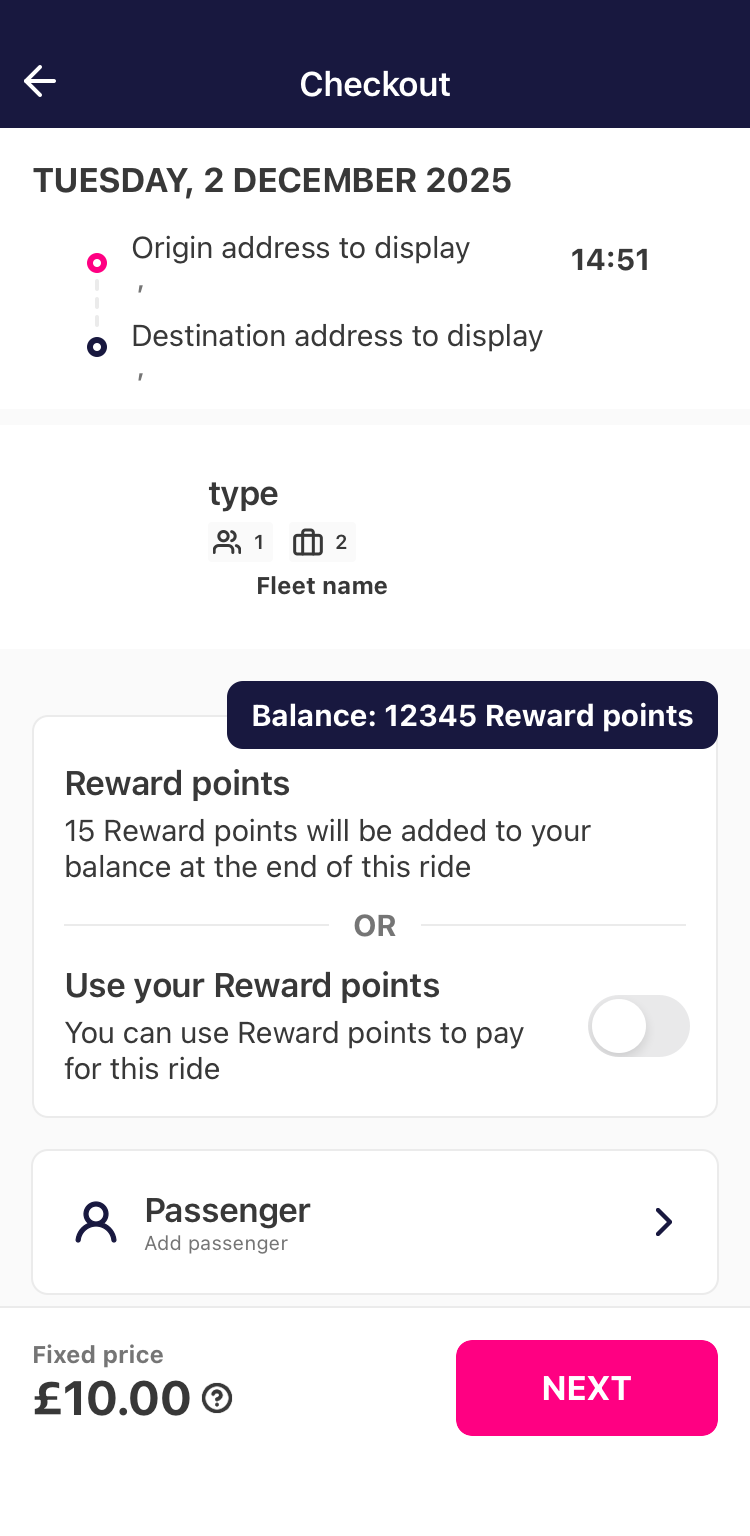 Checkout
TUESDAY, 2 DECEMBER 2025
Origin address to display
14:51
,
Destination address to display
,
type
1
2
Fleet name
Balance: 12345 Reward points
Reward points
15 Reward points will be added to your
balance at the end of this ride
OR
Use your Reward points
You can use Reward points to pay
for this ride
Passenger
Add passenger
Fixed price
£10.00 ?
NEXT